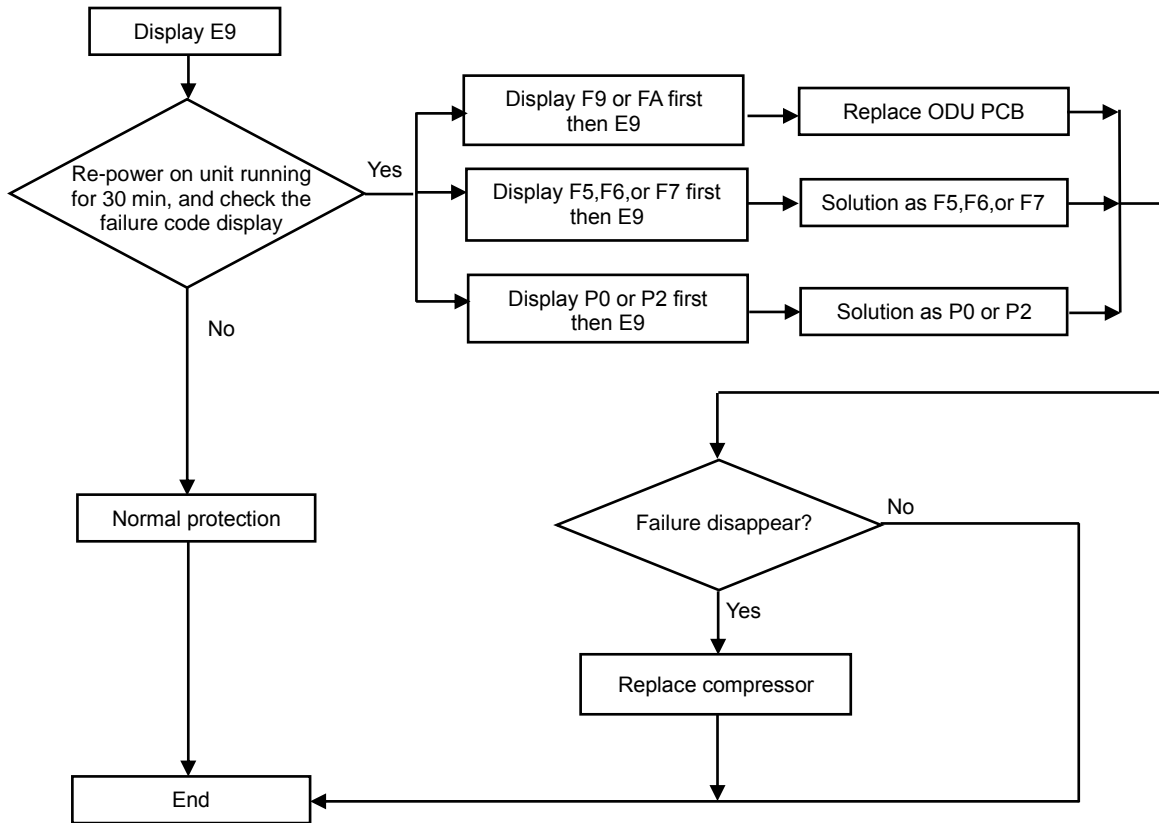 Display E9
Display F9 or FA first
then E9
Replace ODU PCB
Re-power on unit running
for 30 min, and check the
failure code display
Yes
Display F5,F6,or F7 first
then E9
Solution as F5,F6,or F7
Display P0 or P2 first
then E9
Solution as P0 or P2
No
Normal protection
Failure disappear?
No
Yes
Replace compressor
End